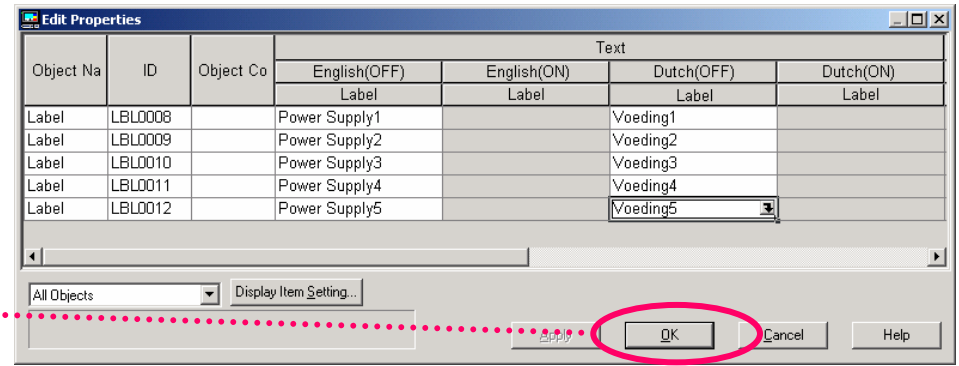 Edit Properties
Text
Object Na ID Object Co English(OFF) English(ON) Dutch(OFF) Dutch(ON)
Label Label Label Label
Label LBL0008 Power Supply1 Voeding1
Label LBL0009 Power Supply2 Voeding2
Label LBL0010 Power Supply3 Voeding3
Label LBL0011 Power Supply4 Voeding4
Label LBL0012 Power Supply5 Voeding5
All Objects Display Item Setting...
Apply OK Cancel Help